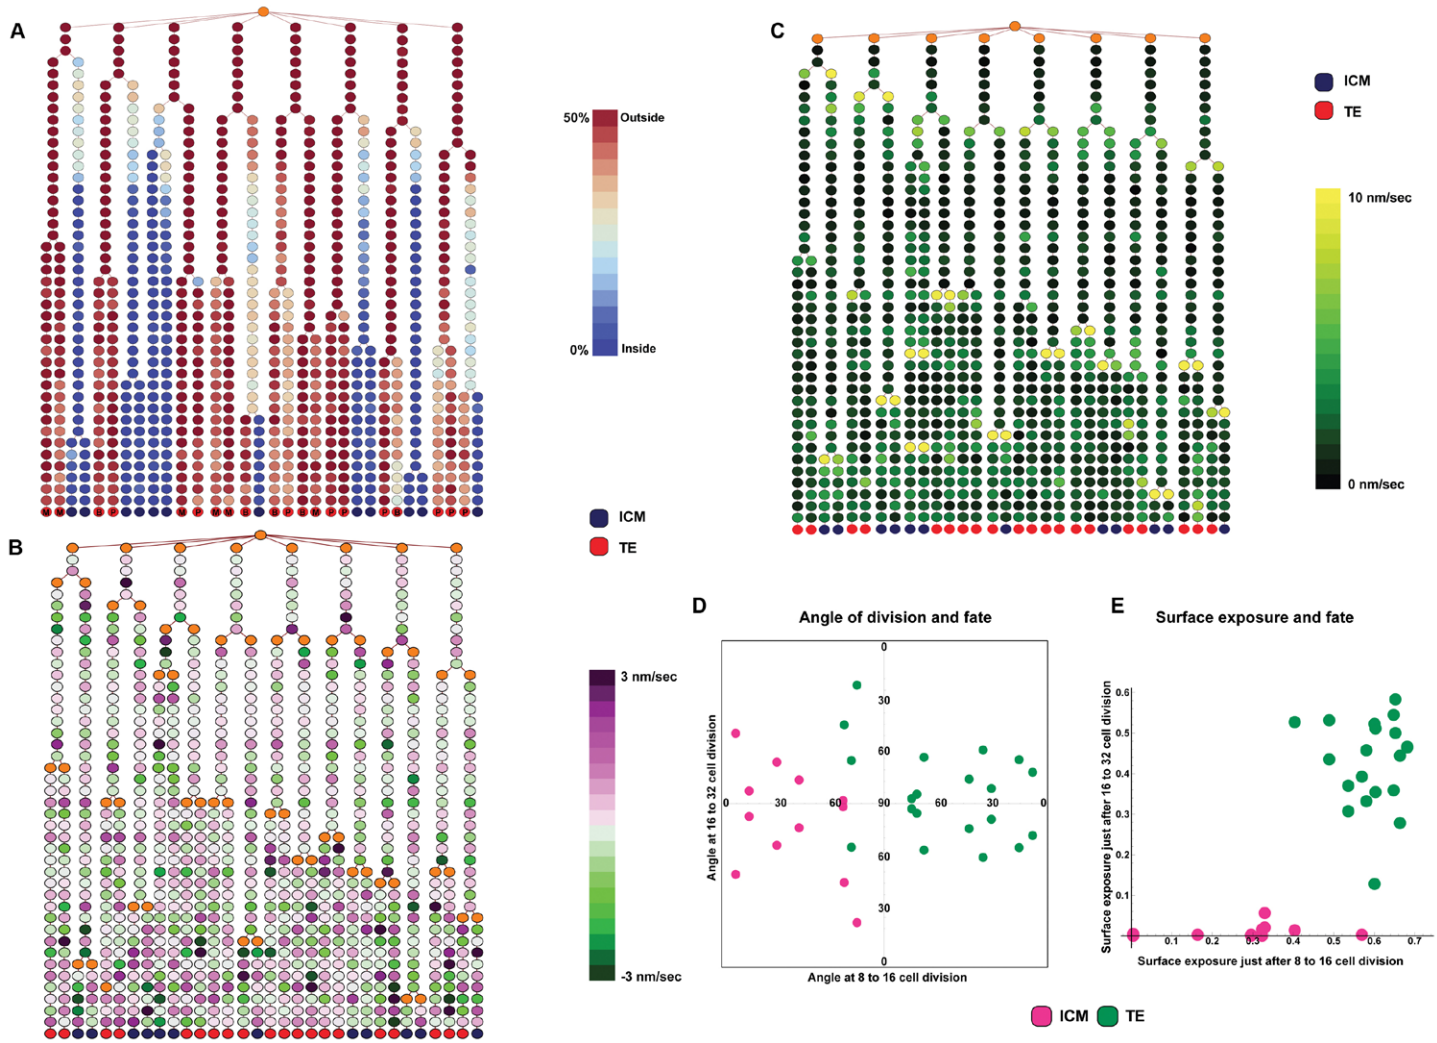 A
50%
Outside
0%
Inside
M
M
B
P
M
P
M
M
B
B
P
B
M
P
P
P
B
P
P
P
ICM
TE
B
3 nm/sec
-3 nm/sec
C
ICM
TE
10 nm/sec
0 nm/sec
D
Angle of division and fate
Angle at 16 to 32 cell division
0
30
60
0
30
60
90
60
30
0
60
30
0
Angle at 8 to 16 cell division
E
Surface exposure and fate
Surface exposure just after 16 to 32 cell division
0.6
0.5
0.4
0.3
0.2
0.1
0.1
0.2
0.3
0.4
0.5
0.6
0.7
Surface exposure just after 8 to 16 cell division
ICM
TE